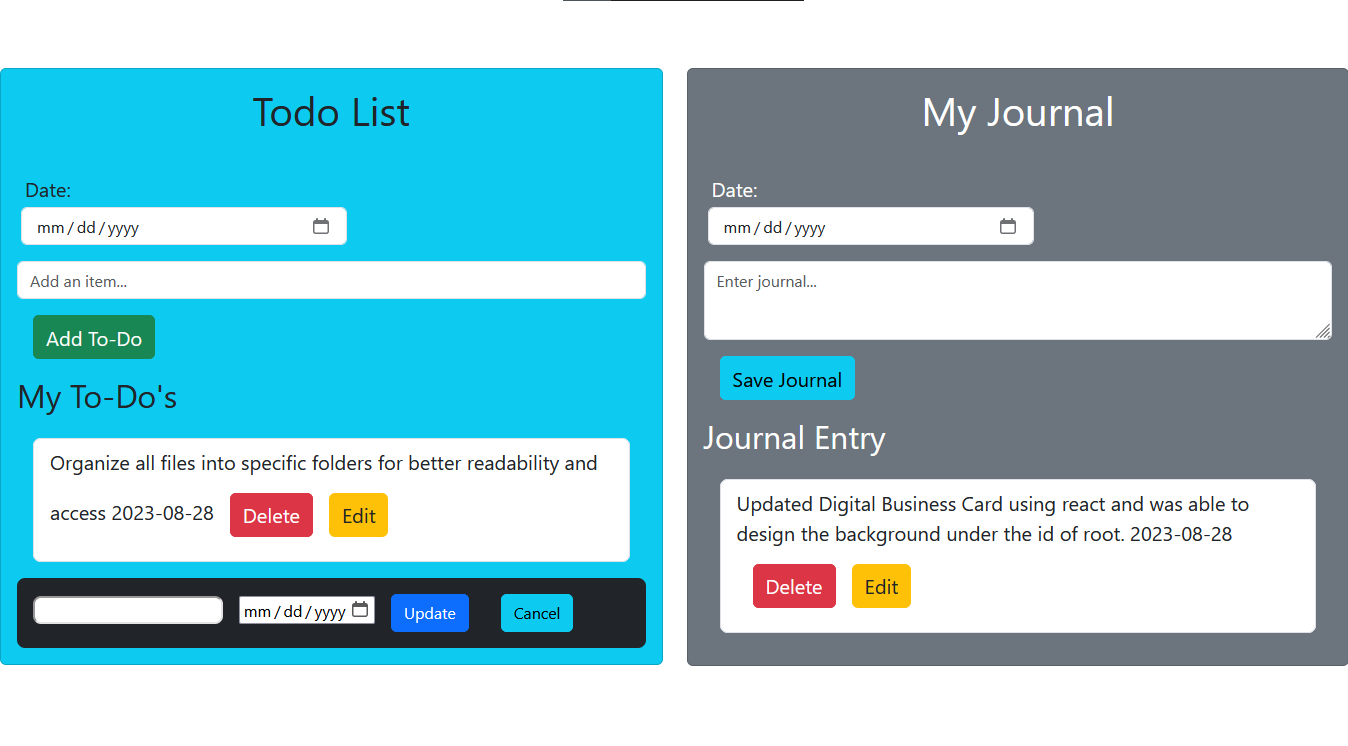 Todo List
Date:
mm/dd/yyyy
Add an item...
Add To-Do
My To-Do's
Organize all files into specific folders for better readability and
access 2023-08-28 Delete Edit
mm/dd/yyyy Update Cancel
My Journal
Date:
mm/dd/yyyy
Enter journal...
Save Journal
Journal Entry
Updated Digital Business Card using react and was able to
design the background under the id of root. 2023-08-28
Delete Edit